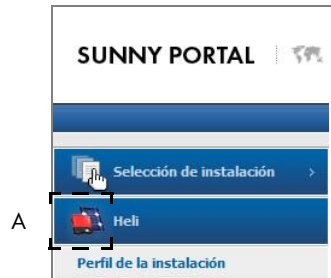 SUNNY PORTAL
Selección de instalación >
A
Heli
Perfil de la instalación